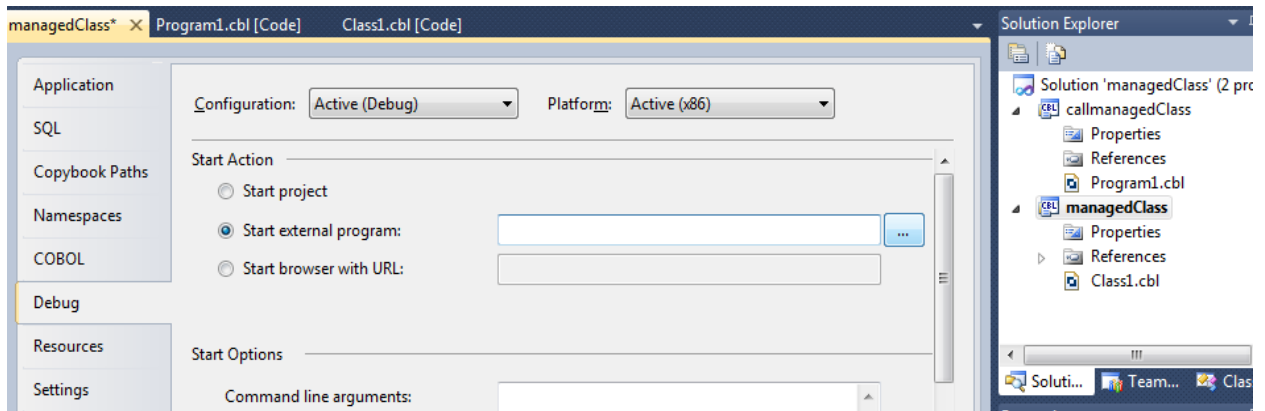 managedClass* Program1.cbl [Code] Class1.cbl [Code]
Application
SQL
Copybook Paths
Namespaces
COBOL
Debug
Resources
Settings
Configuration: Active (Debug) Platform: Active (x86)
Start Action
Start project
Start external program: ...
Start browser with URL:
Start Options
Command line arguments:
Solution Explorer
Solution 'managedClass' (2 pro
callmanagedClass
Properties
References
Program1.cbl
managedClass
Properties
References
Class1.cbl
Soluti... Team... Clas